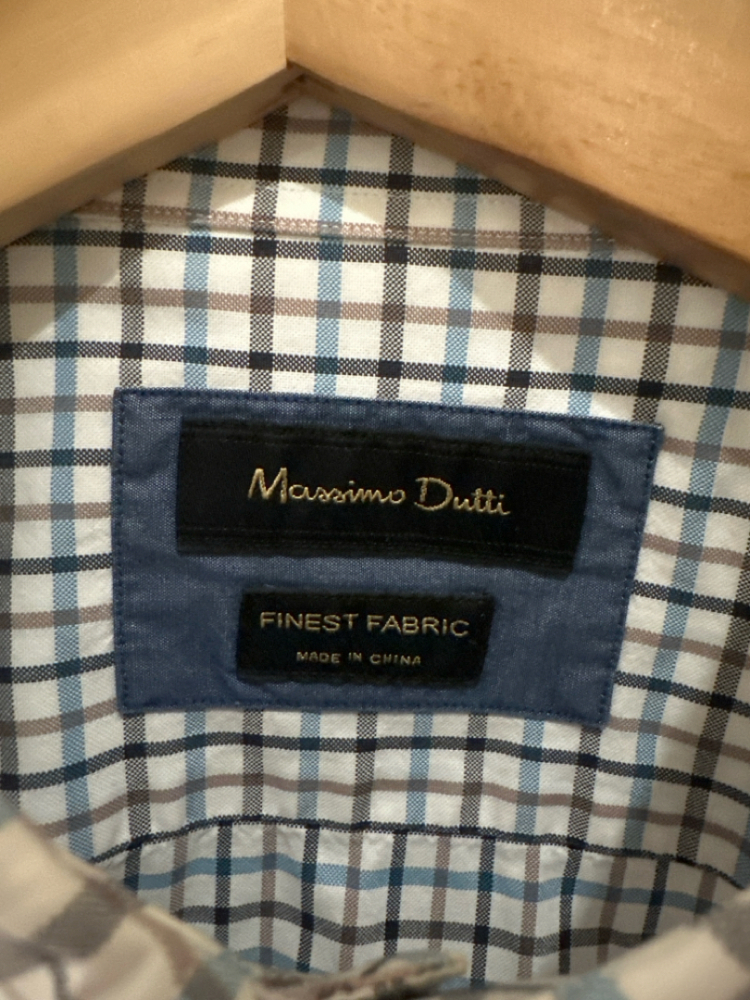 Massimo Dutti
FINEST FABRIC
MADE IN CHINA